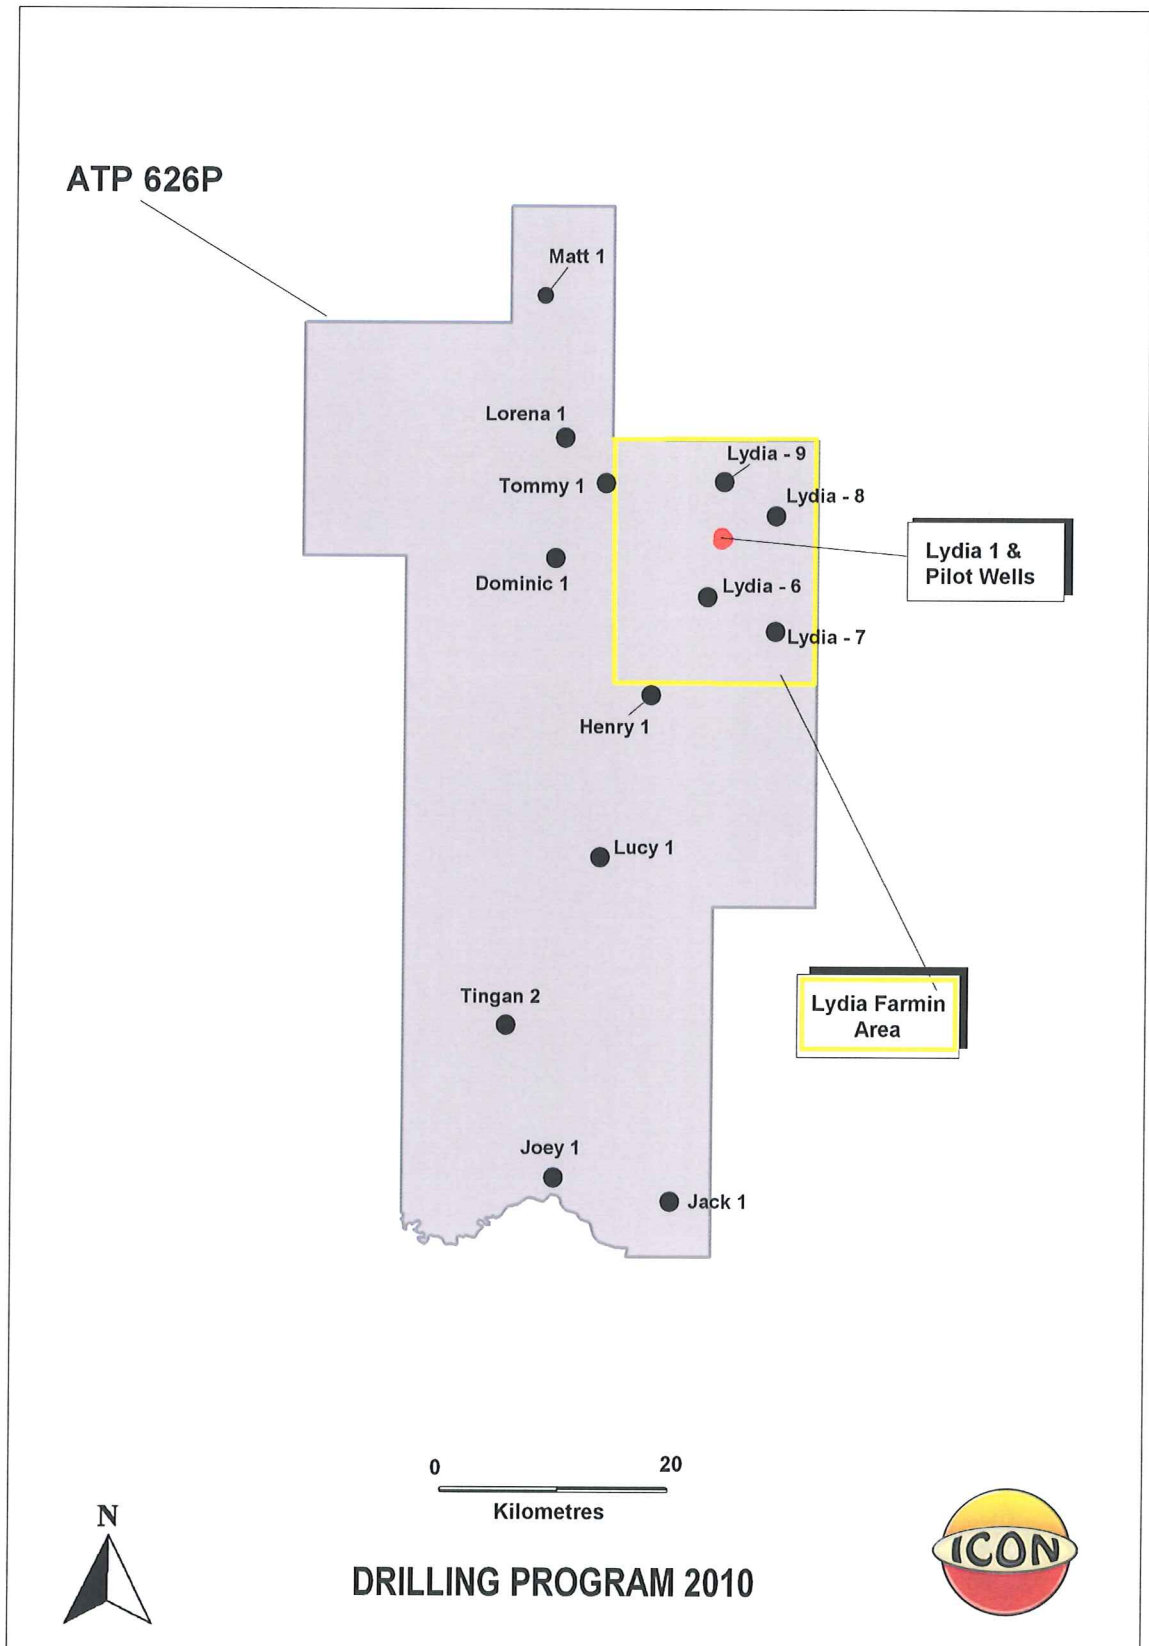 ATP 626P
Matt 1
Lorena 1
Tommy 1
Lydia - 9
Lydia - 8
Lydia 1 &
Pilot Wells
Dominic 1
Lydia - 6
Lydia - 7
Henry 1
Lucy 1
Tingan 2
Lydia Farmin
Area
Joey 1
Jack 1
0 20
Kilometres
N
DRILLING PROGRAM 2010
ICON